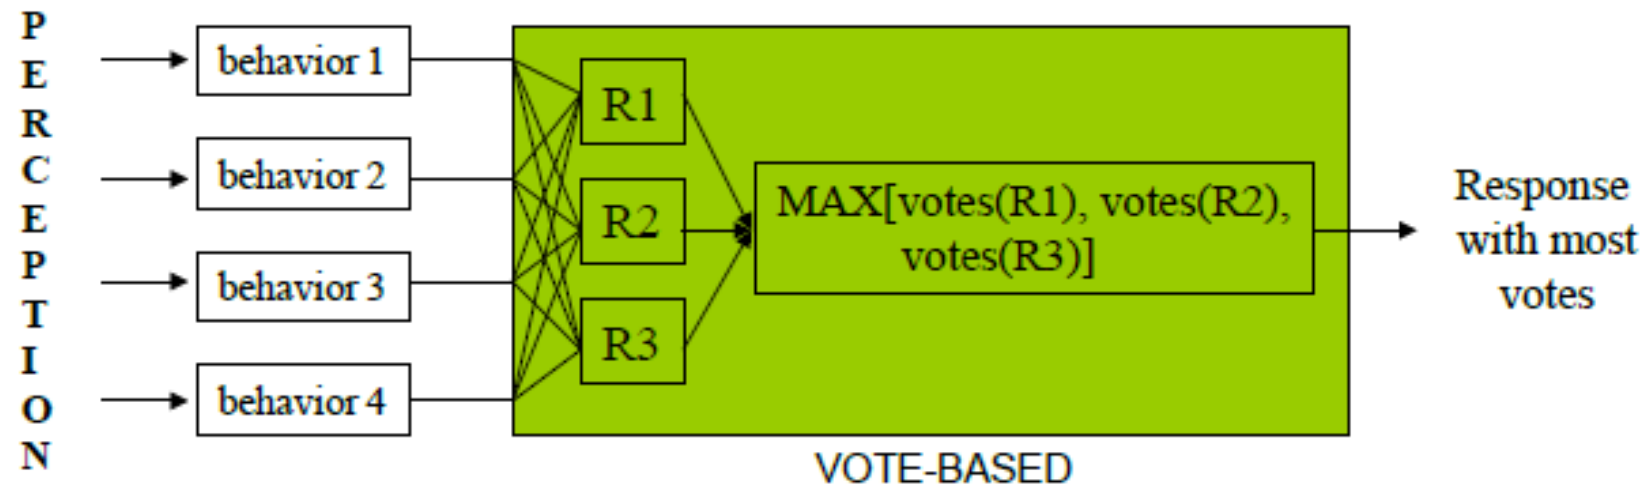 PERCEPTION
behavior 1
behavior 2
behavior 3
behavior 4
R1
R2
R3
MAX[votes(R1), votes(R2),
votes(R3)]
Response
with most
votes
VOTE-BASED